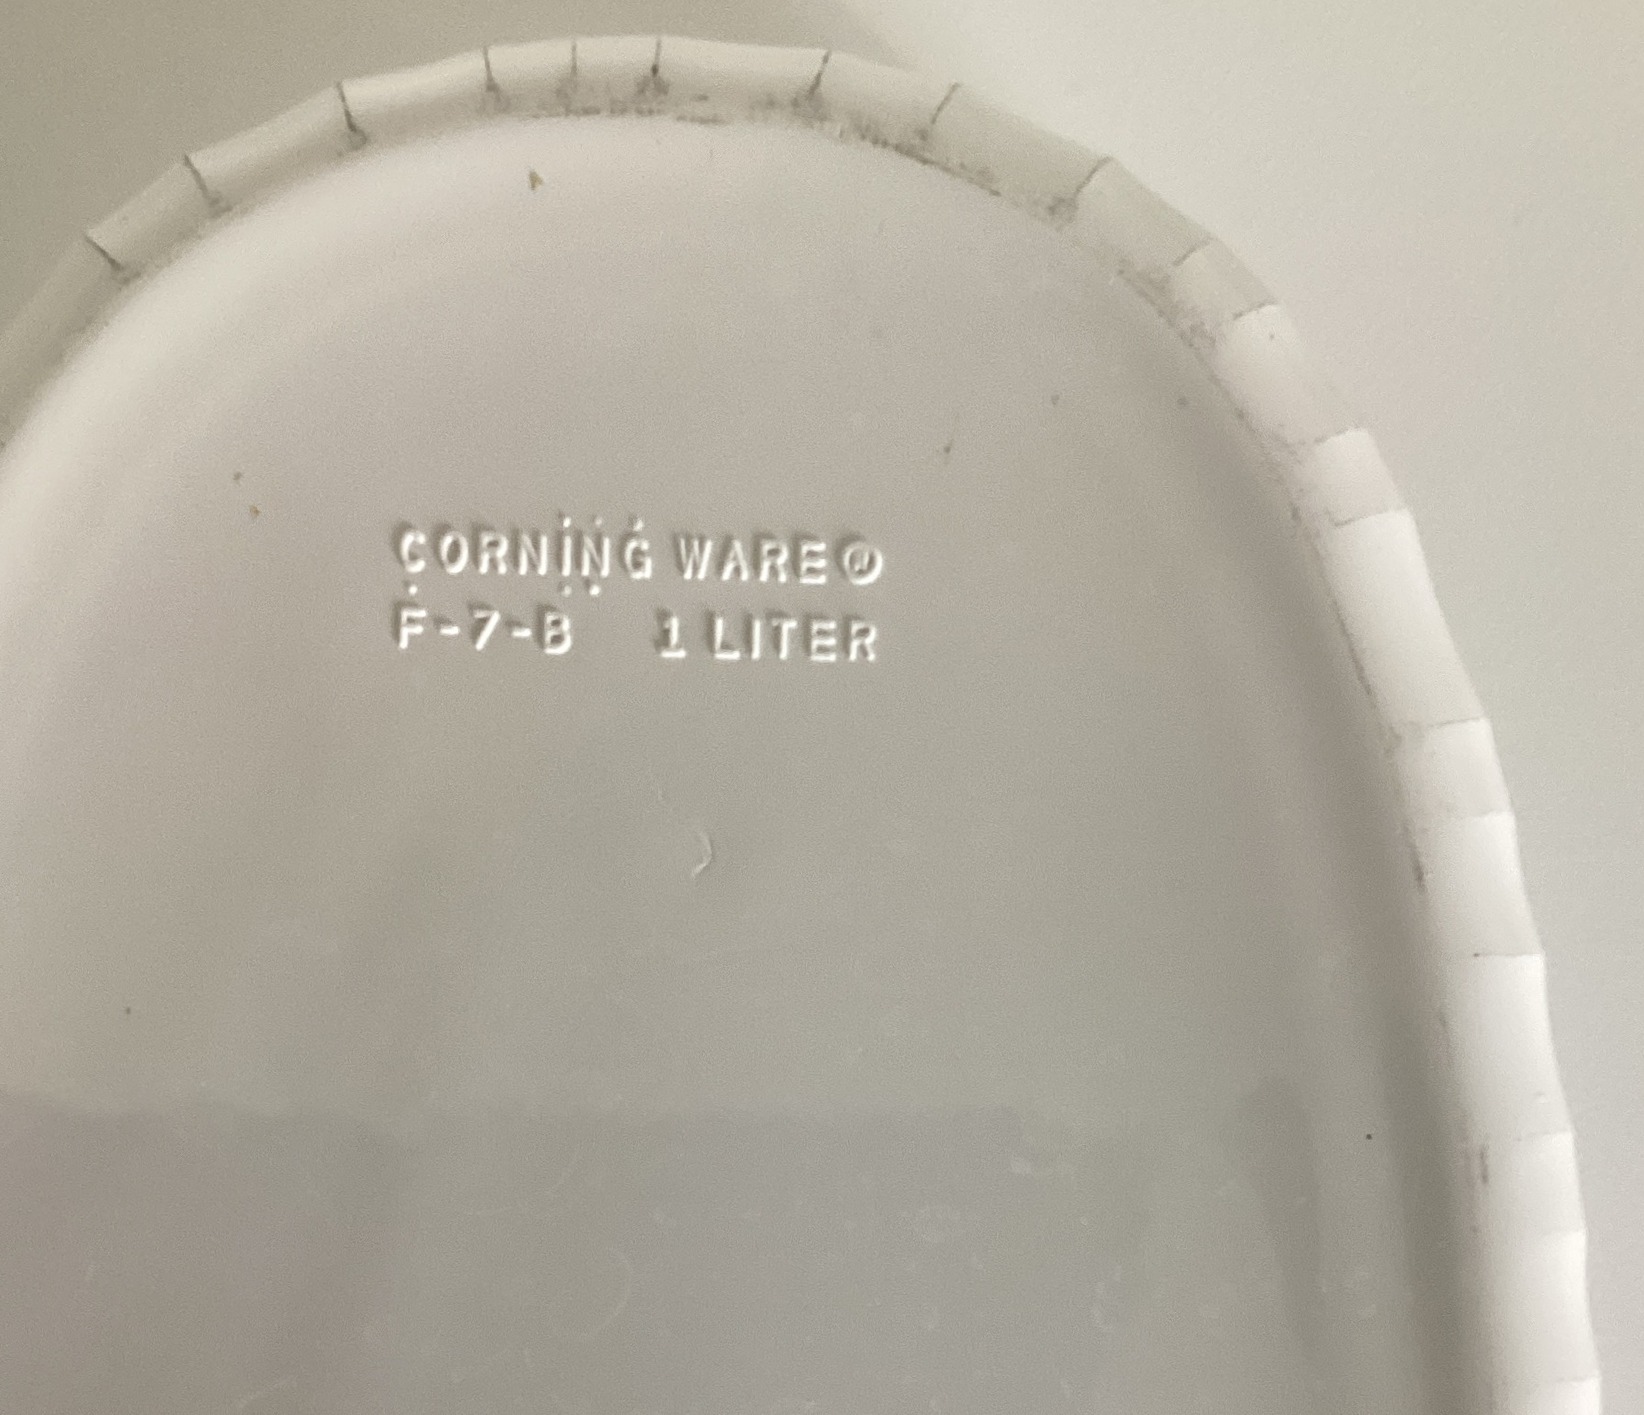 CORNING WARE®
F-7-B 1 LITER